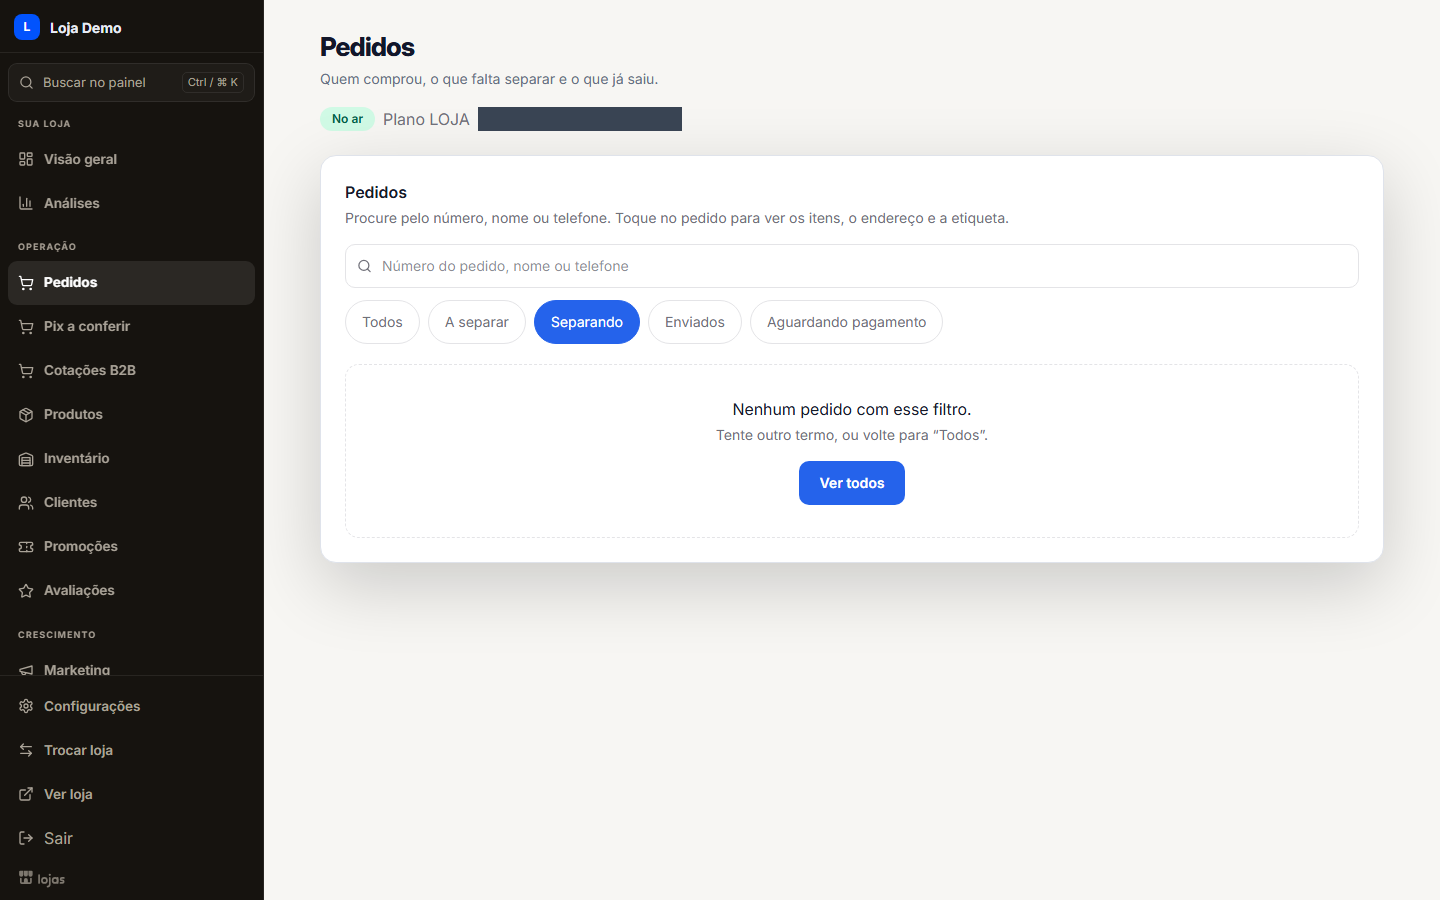 L Loja Demo
Buscar no painel Ctrl / ⌘ K
SUA LOJA
Visão geral
Análises
OPERAÇÃO
Pedidos
Pix a conferir
Cotações B2B
Produtos
Inventário
Clientes
Promoções
Avaliações
CRESCIMENTO
Marketing
Configurações
Trocar loja
Ver loja
Sair
lojas
Pedidos
Quem comprou, o que falta separar e o que já saiu.
No ar Plano LOJA
Pedidos
Procure pelo número, nome ou telefone. Toque no pedido para ver os itens, o endereço e a etiqueta.
Número do pedido, nome ou telefone
Todos A separar Separando Enviados Aguardando pagamento
Nenhum pedido com esse filtro.
Tente outro termo, ou volte para “Todos”.
Ver todos